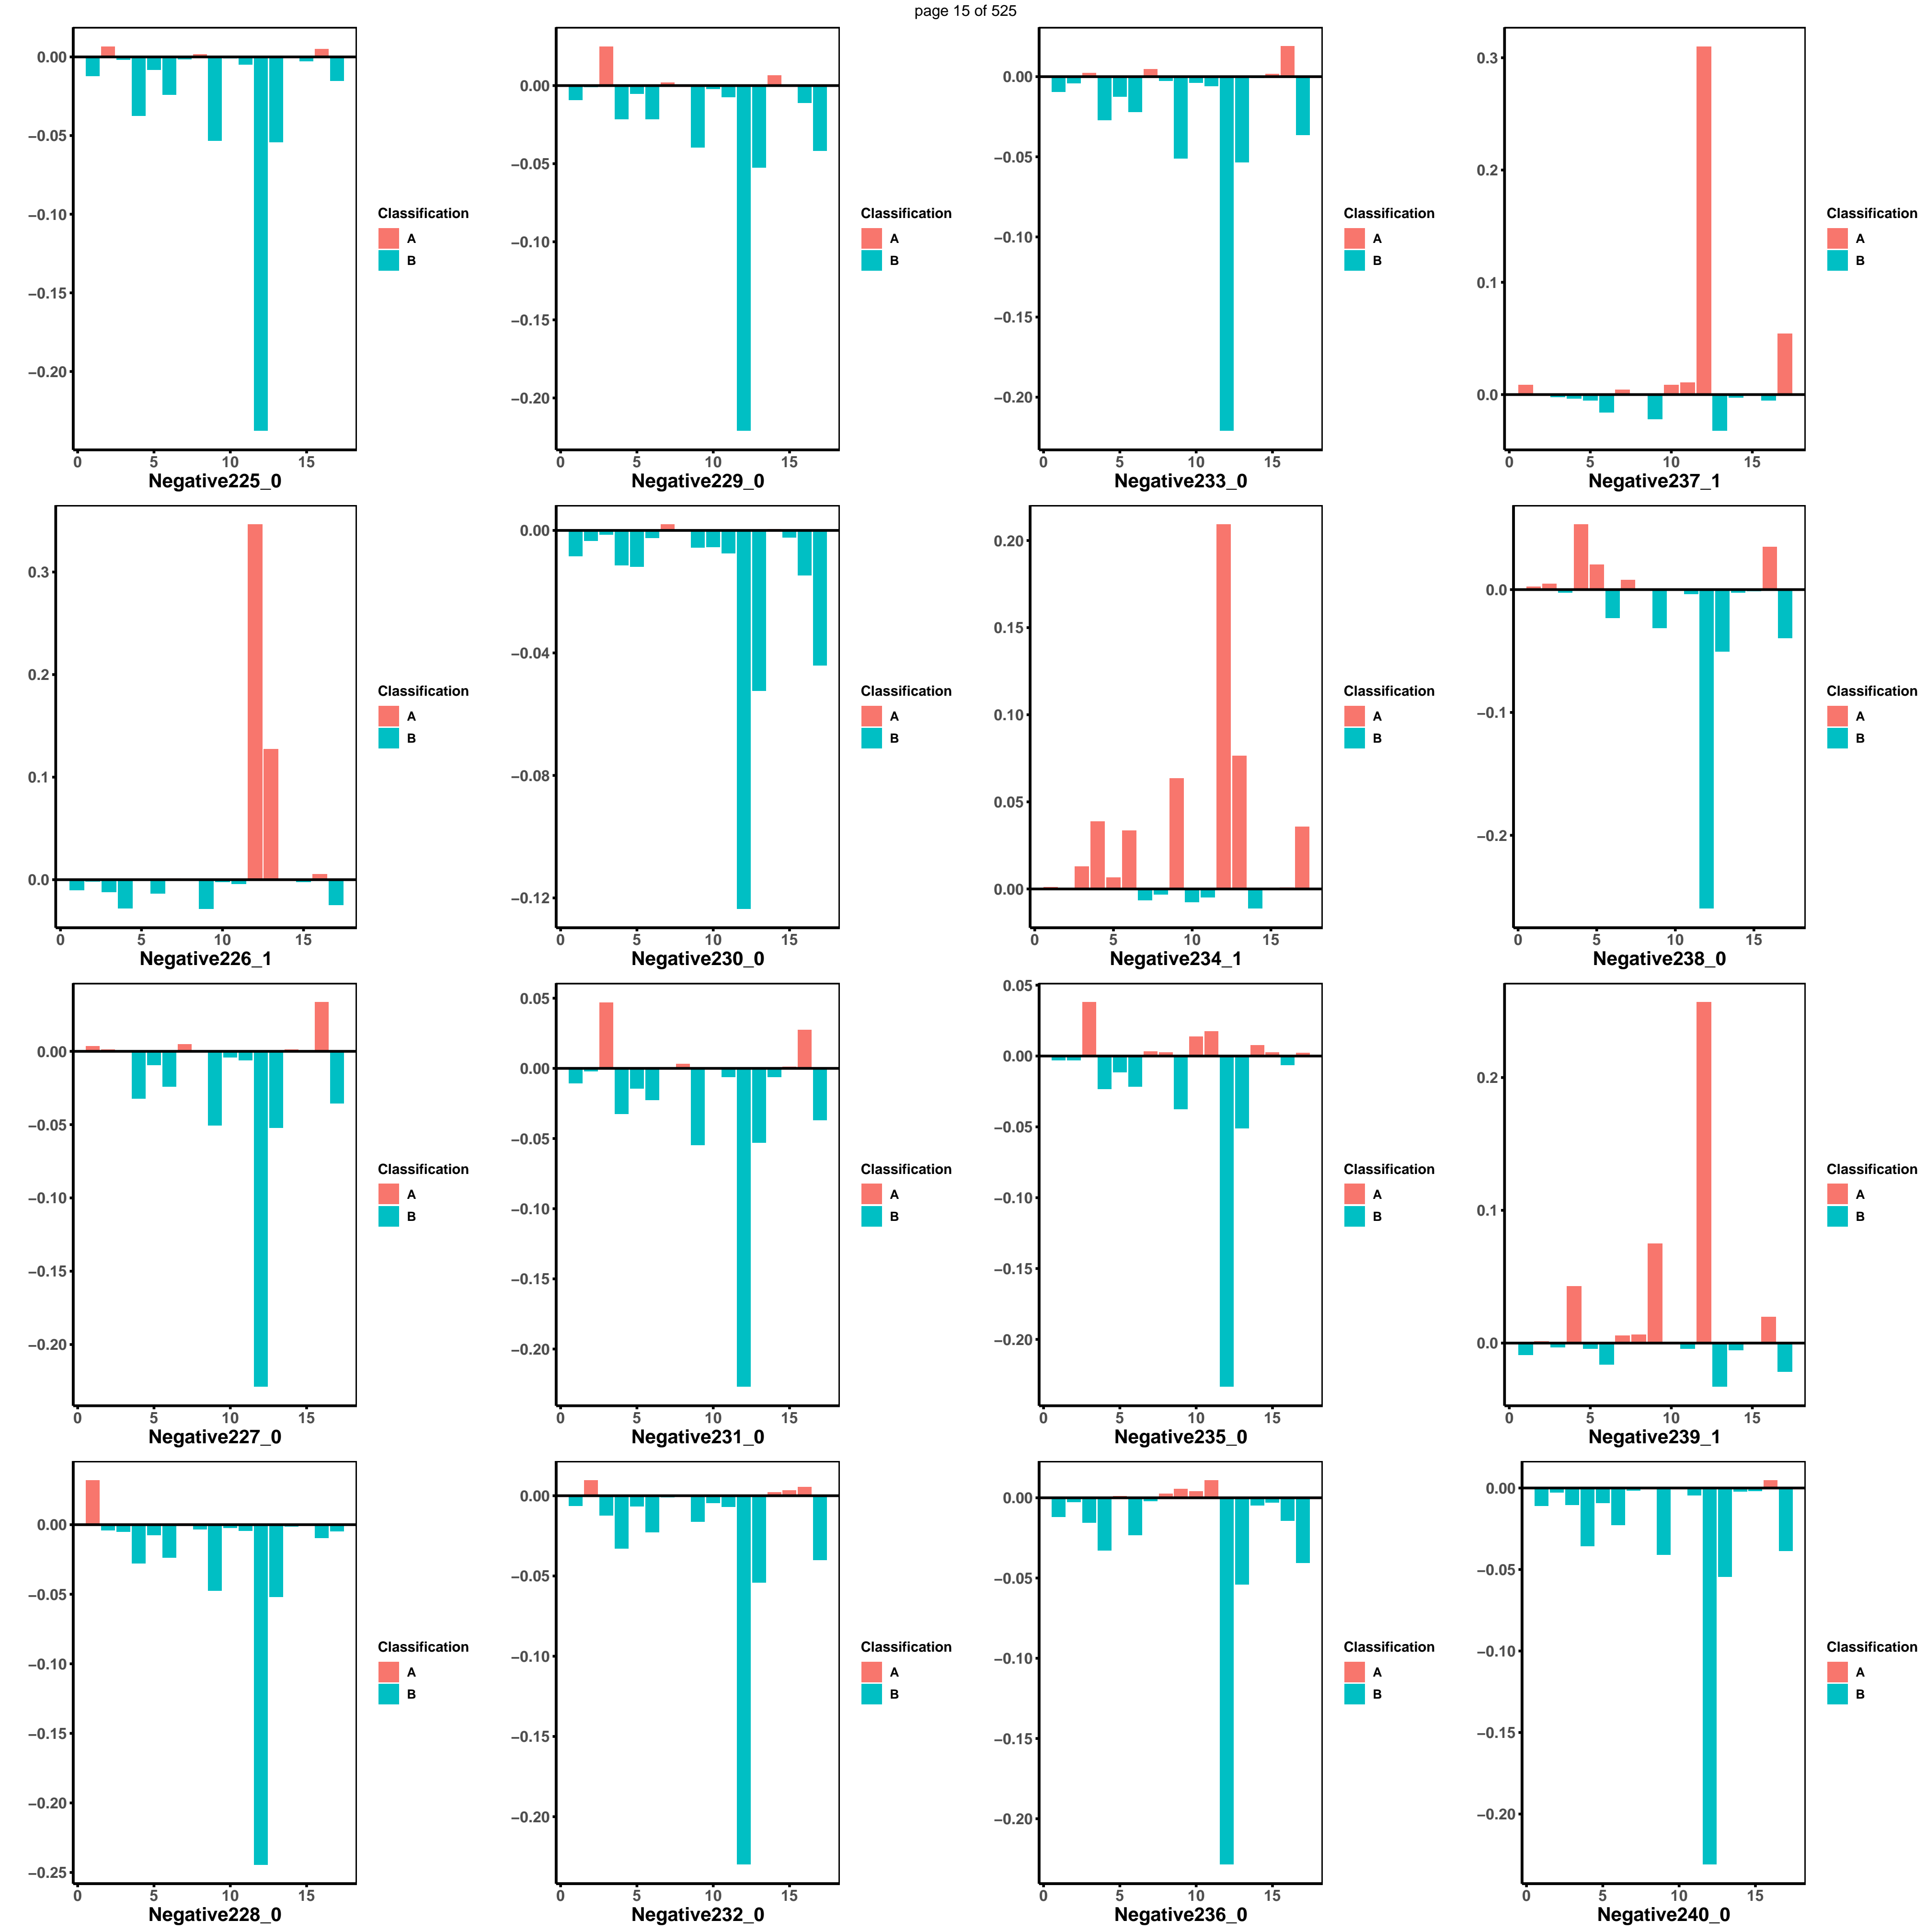 page 15 of 525
0.00
−0.05
−0.10
−0.15
−0.20
0 5 10 15
Negative225_0
Classification
A
B
0.00
−0.05
−0.10
−0.15
−0.20
0 5 10 15
Negative229_0
Classification
A
B
0.00
−0.05
−0.10
−0.15
−0.20
0 5 10 15
Negative233_0
Classification
A
B
0.3
0.2
0.1
0.0
0 5 10 15
Negative237_1
Classification
A
B
0.3
0.2
0.1
0.0
0 5 10 15
Negative226_1
Classification
A
B
0.00
−0.04
−0.08
−0.12
0 5 10 15
Negative230_0
Classification
A
B
0.20
0.15
0.10
0.05
0.00
0 5 10 15
Negative234_1
Classification
A
B
0.0
−0.1
−0.2
0 5 10 15
Negative238_0
Classification
A
B
0.00
−0.05
−0.10
−0.15
−0.20
0 5 10 15
Negative227_0
Classification
A
B
0.05
0.00
−0.05
−0.10
−0.15
−0.20
0 5 10 15
Negative231_0
Classification
A
B
0.05
0.00
−0.05
−0.10
−0.15
−0.20
0 5 10 15
Negative235_0
Classification
A
B
0.2
0.1
0.0
0 5 10 15
Negative239_1
Classification
A
B
0.00
−0.05
−0.10
−0.15
−0.20
−0.25
0 5 10 15
Negative228_0
Classification
A
B
0.00
−0.05
−0.10
−0.15
−0.20
0 5 10 15
Negative232_0
Classification
A
B
0.00
−0.05
−0.10
−0.15
−0.20
0 5 10 15
Negative236_0
Classification
A
B
0.00
−0.05
−0.10
−0.15
−0.20
0 5 10 15
Negative240_0
Classification
A
B